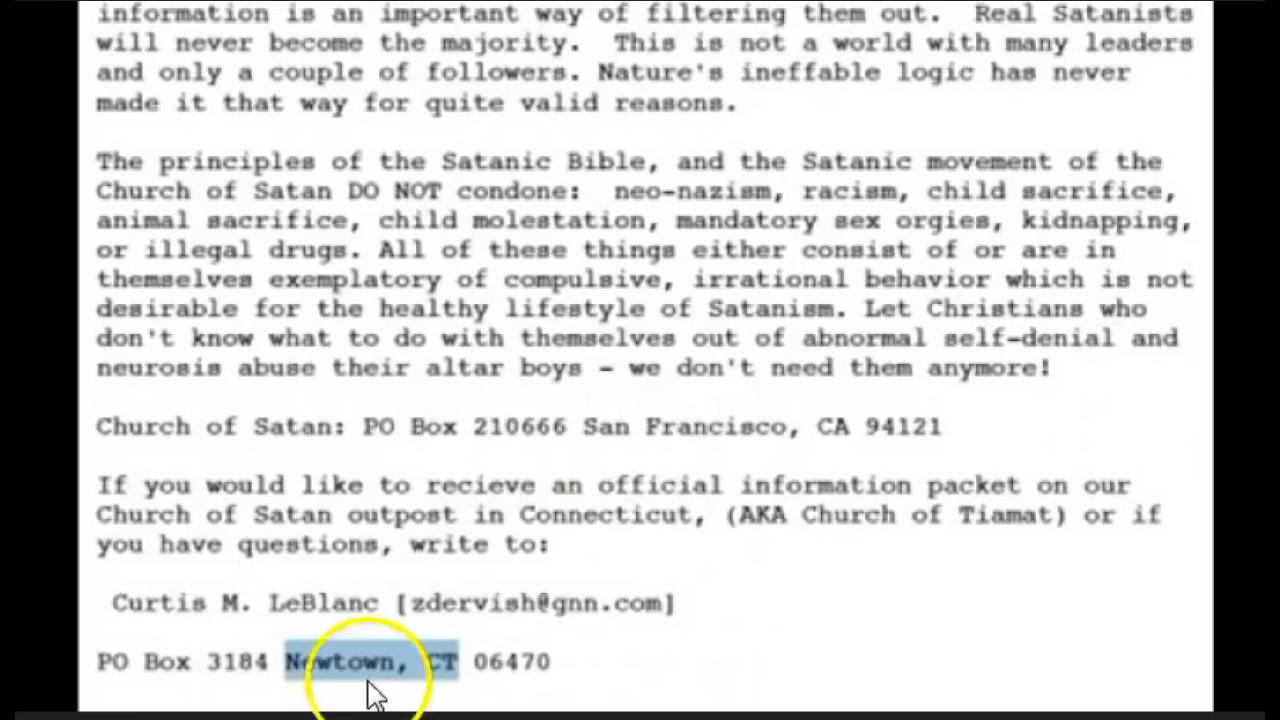 information is an important way of filtering them out.  Real Satanists
will never become the majority.  This is not a world with many leaders
and only a couple of followers. Nature's ineffable logic has never
made it that way for quite valid reasons.
The principles of the Satanic Bible, and the Satanic movement of the
Church of Satan DO NOT condone:  neo-nazism, racism, child sacrifice,
animal sacrifice, child molestation, mandatory sex orgies, kidnapping,
or illegal drugs. All of these things either consist of or are in
themselves exemplatory of compulsive, irrational behavior which is not
desirable for the healthy lifestyle of Satanism. Let Christians who
don't know what to do with themselves out of abnormal self-denial and
neurosis abuse their altar boys - we don't need them anymore!
Church of Satan: PO Box 210666 San Francisco, CA 94121
If you would like to recieve an official information packet on our
Church of Satan outpost in Connecticut, (AKA Church of Tiamat) or if
you have questions, write to:
Curtis M. LeBlanc [zdervish@gnn.com]
PO Box 3184 Newtown, CT 06470